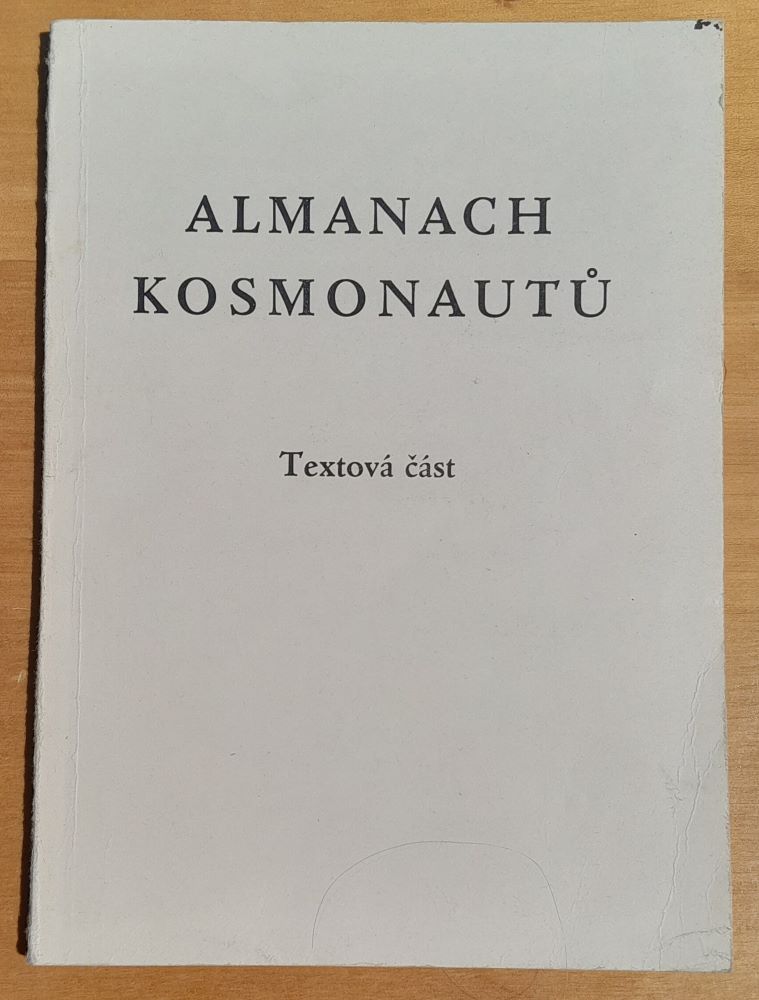 ALMANACH
KOSMONAUTŮ
Textová část